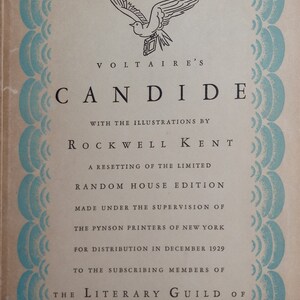 VOLTAIRE'S
CANDIDE
WITH THE ILLUSTRATIONS BY
ROCKWELL KENT
A RESETTING OF THE LIMITED
RANDOM HOUSE EDITION
MADE UNDER THE SUPERVISION OF
THE PYNSON PRINTERS OF NEW YORK
FOR DISTRIBUTION IN DECEMBER 1929
TO THE SUBSCRIBING MEMBERS OF
THE LITERARY GUILD OF